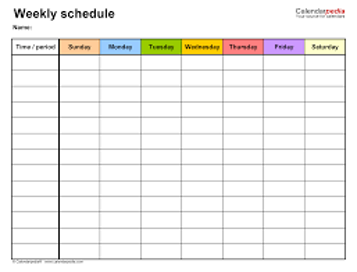 Weekly schedule
Calendarpedia
Your source for calendars
Name:
Time / period Sunday Monday Tuesday Wednesday Thursday Friday Saturday
© Calendarpedia® www.calendarpedia.com